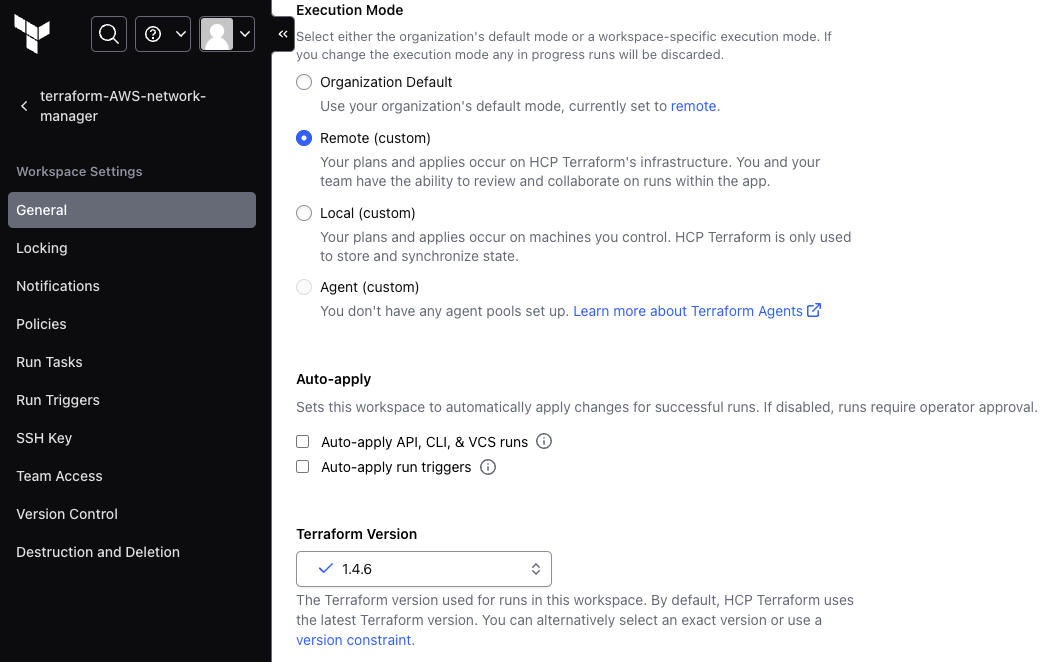 terraform-AWS-network-
manager
Workspace Settings
General
Locking
Notifications
Policies
Run Tasks
Run Triggers
SSH Key
Team Access
Version Control
Destruction and Deletion
Execution Mode
Select either the organization's default mode or a workspace-specific execution mode. If
you change the execution mode any in progress runs will be discarded.
Organization Default
Use your organization's default mode, currently set to remote.
Remote (custom)
Your plans and applies occur on HCP Terraform's infrastructure. You and your
team have the ability to review and collaborate on runs within the app.
Local (custom)
Your plans and applies occur on machines you control. HCP Terraform is only used
to store and synchronize state.
Agent (custom)
You don't have any agent pools set up. Learn more about Terraform Agents
Auto-apply
Sets this workspace to automatically apply changes for successful runs. If disabled, runs require operator approval.
Auto-apply API, CLI, & VCS runs
Auto-apply run triggers
Terraform Version
1.4.6
The Terraform version used for runs in this workspace. By default, HCP Terraform uses
the latest Terraform version. You can alternatively select an exact version or use a
version constraint.